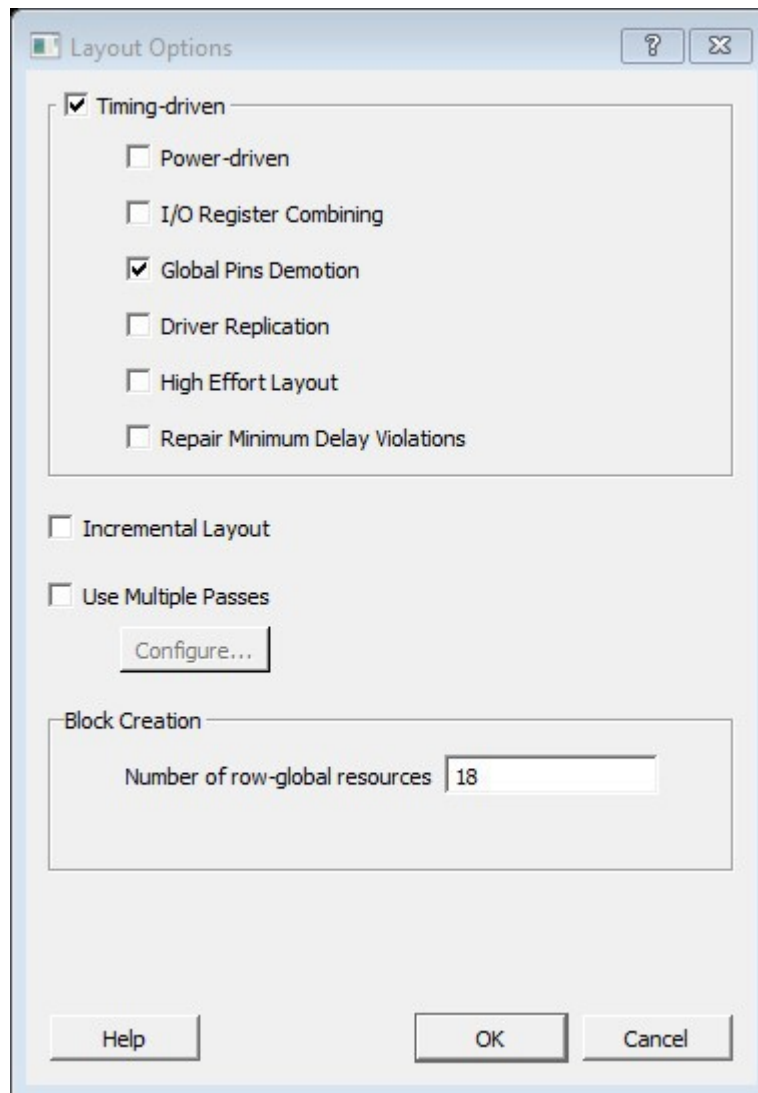 Layout Options
Timing-driven
Power-driven
I/O Register Combining
Global Pins Demotion
Driver Replication
High Effort Layout
Repair Minimum Delay Violations
Incremental Layout
Use Multiple Passes
Configure...
Block Creation
Number of row-global resources 18
Help OK Cancel